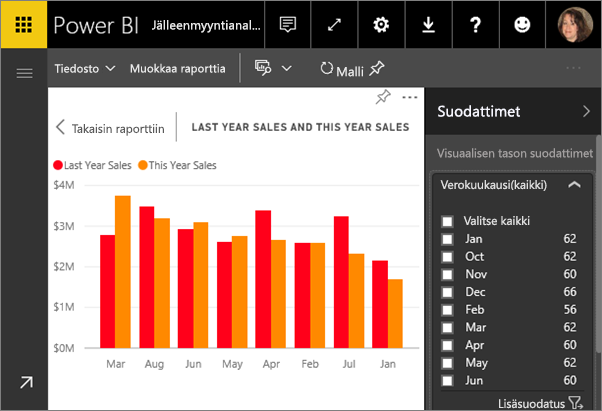 Power BI Jälleenmyyntianal...
Tiedosto Muokkaa raporttia Malli
Takaisin raporttiin LAST YEAR SALES AND THIS YEAR SALES
Last Year Sales This Year Sales
$4M
$3M
$2M
$1M
$0M
Mar Aug Jun May Apr Feb Jul Jan
Suodattimet
Visuaalisen tason suodattimet
Verokuukausi(kaikki)
Valitse kaikki
Jan 62
Oct 62
Nov 60
Dec 66
Feb 56
Mar 62
Apr 60
May 62
Jun 60
Lisäsuodatus